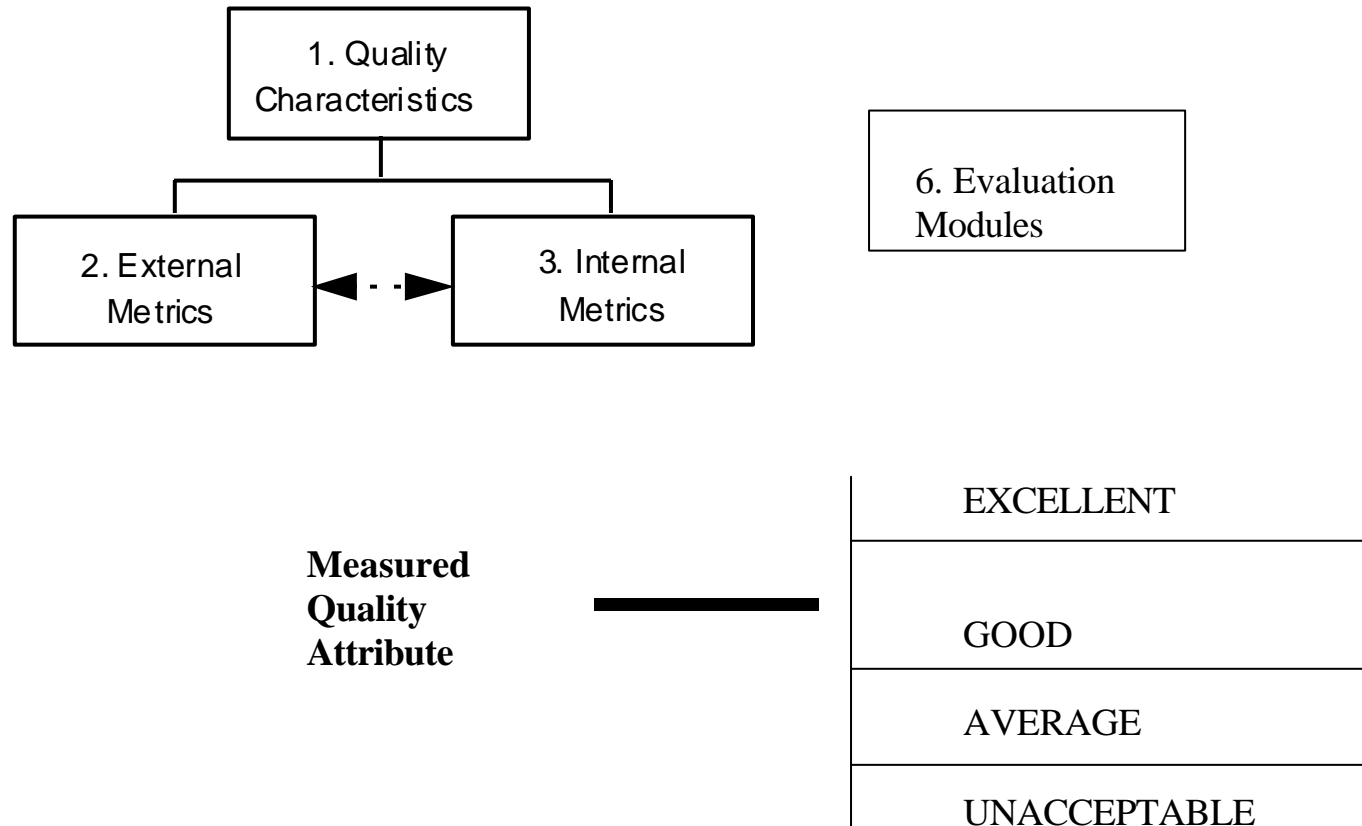 1. Quality
Characteristics
6. Evaluation
Modules
2. External
Metrics
3. Internal
Metrics
Measured
Quality
Attribute
EXCELLENT
GOOD
AVERAGE
UNACCEPTABLE